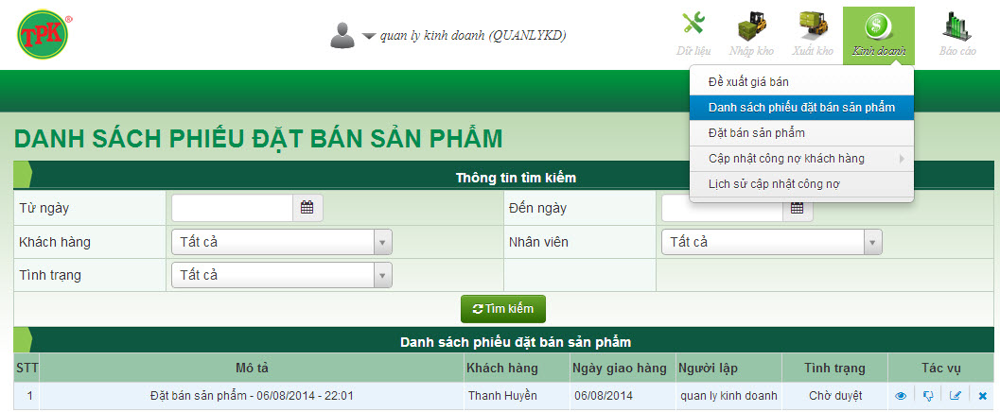 TPK ®
quan ly kinh doanh (QUANLYKD)
Dữ liệu Nhập kho Xuất kho Kinh doanh Báo cáo
Đề xuất giá bán
Danh sách phiếu đặt bán sản phẩm
Đặt bán sản phẩm
Cập nhật công nợ khách hàng
Lịch sử cập nhật công nợ
DANH SÁCH PHIẾU ĐẶT BÁN SẢN PHẨM
Thông tin tìm kiếm
Từ ngày Đến ngày
Khách hàng Tất cả Nhân viên Tất cả
Tình trạng Tất cả
Tìm kiếm
Danh sách phiếu đặt bán sản phẩm
STT Mô tả Khách hàng Ngày giao hàng Người lập Tình trạng Tác vụ
1 Đặt bán sản phẩm - 06/08/2014 - 22:01 Thanh Huyền 06/08/2014 quan ly kinh doanh Chờ duyệt